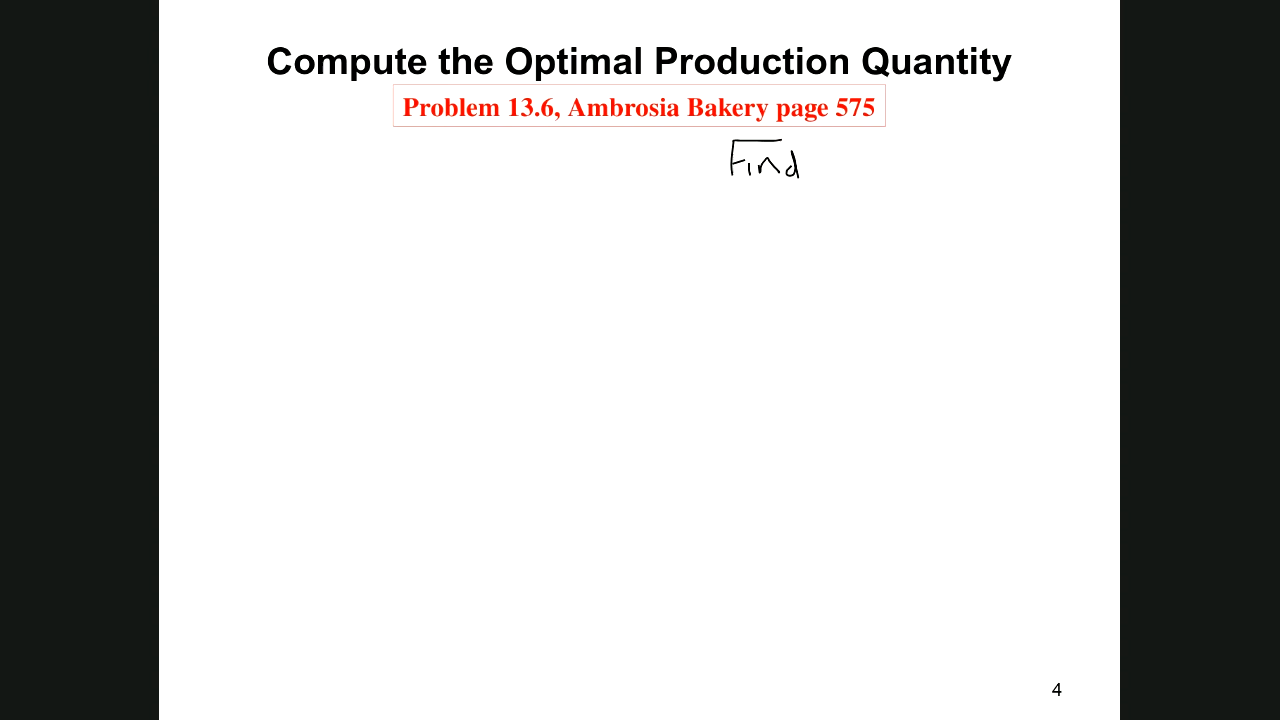 Compute the Optimal Production Quantity
Problem 13.6, Ambrosia Bakery page 575
Find
4